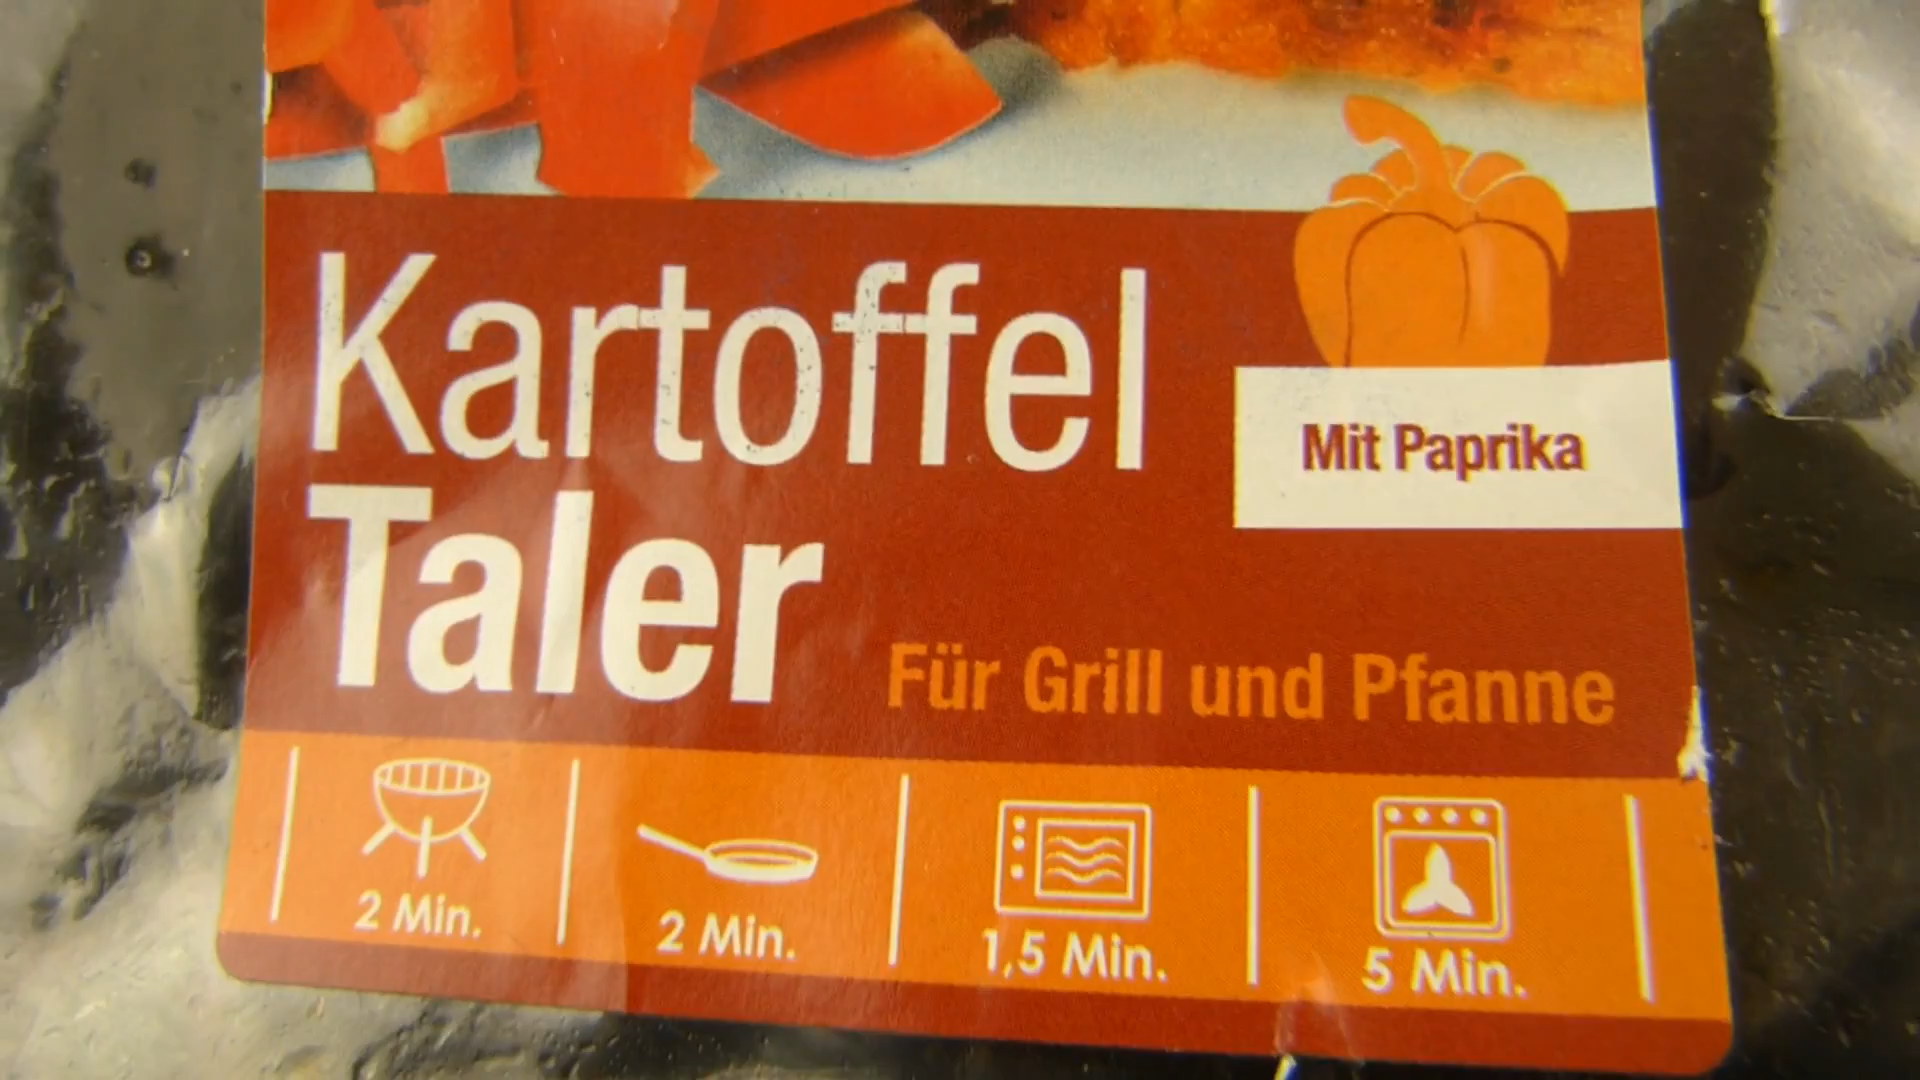 Kartoffel
Taler
Mit Paprika
Für Grill und Pfanne
2 Min.
2 Min.
1,5 Min.
5 Min.